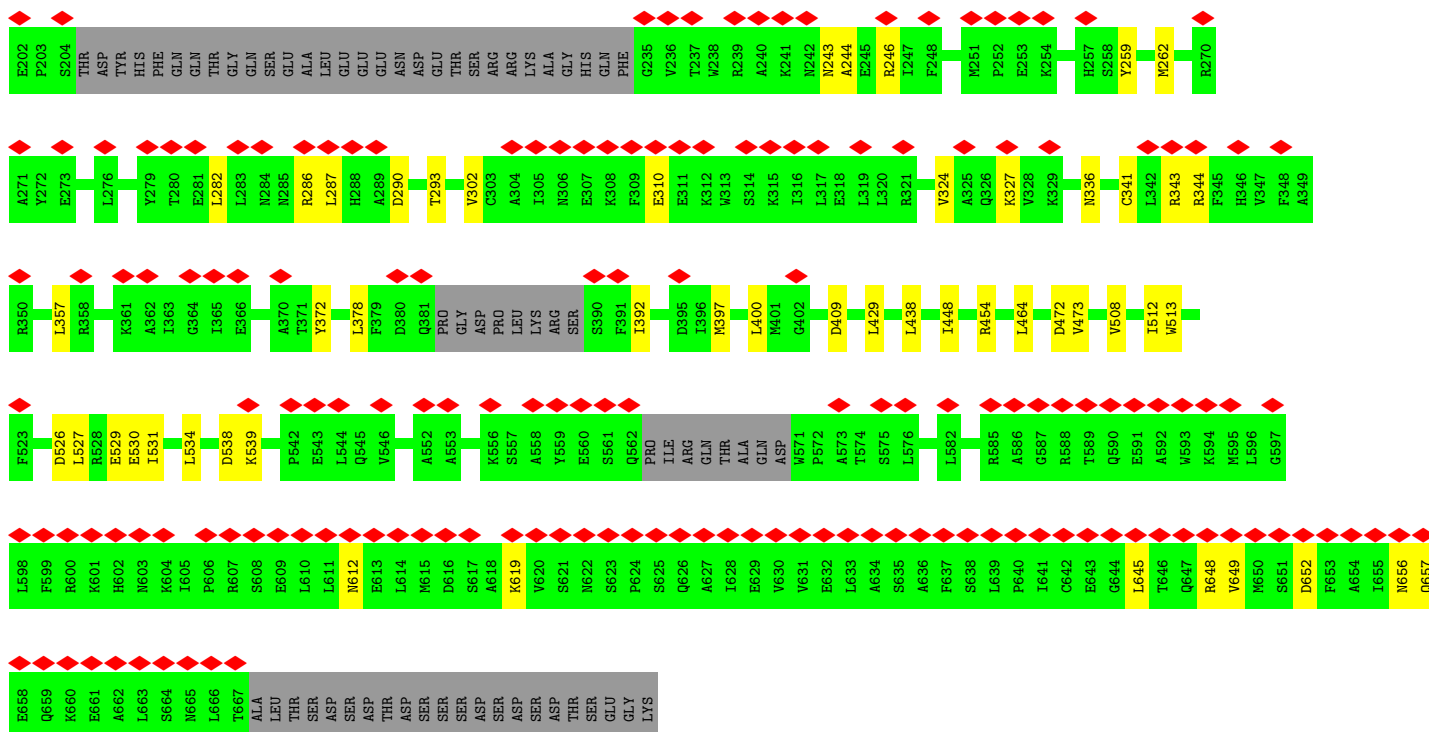 E202 P203 S204 THR ASP TYR HIS PHE GLN GLN THR GLY GLN SER GLU ALA LEU GLU GLU GLU ASN ASP GLU THR SER ARG ARG LYS ALA GLY HIS GLN PHE G235 V236 T237 W238 R239 A240 K241 N242 N243 A244 E245 R246 I247 F248 M251 P252 E253 K254 H257 S258 Y259 M262 R270
A271 Y272 E273 L276 Y279 T280 E281 L282 L283 N284 N285 R286 L287 H288 A289 D290 T293 V302 C303 A304 I305 N306 E307 K308 F309 E310 E311 K312 W313 S314 K315 I316 L317 E318 L319 L320 R321 V324 A325 Q326 K327 V328 K329 N336 C341 L342 R343 R344 F345 H346 V347 F348 A349
R350 L357 R358 K361 A362 I363 G364 I365 E366 A370 T371 Y372 L378 F379 D380 Q381 PRO GLY ASP PRO LEU LYS ARG SER S390 F391 I392 D395 I396 M397 L400 M401 G402 D409 L429 L438 I448 R454 L464 D472 V473 V508 I512 W513
F523 D526 L527 R528 E529 E530 I531 L534 D538 K539 P542 E543 L544 Q545 V546 A552 A553 K556 S557 A558 Y559 E560 S561 Q562 PRO ILE ARG GLN THR ALA GLN ASP W571 P572 A573 T574 S575 L576 L582 R585 A586 G587 R588 T589 Q590 E591 A592 W593 K594 M595 L596 G597
L598 F599 R600 K601 H602 N603 K604 I605 P606 R607 S608 E609 L610 L611 N612 E613 L614 M615 D616 S617 A618 K619 V620 S621 N622 S623 P624 S625 Q626 A627 I628 E629 V630 V631 E632 L633 A634 S635 A636 F637 S638 L639 P640 I641 C642 E643 G644 L645 T646 Q647 R648 V649 M650 S651 D652 F653 A654 I655 N656 Q657
E658 Q659 K660 E661 A662 L663 S664 N665 L666 T667 ALA LEU THR SER ASP SER ASP THR ASP SER SER SER ASP SER ASP SER ASP THR SER GLU GLY LYS